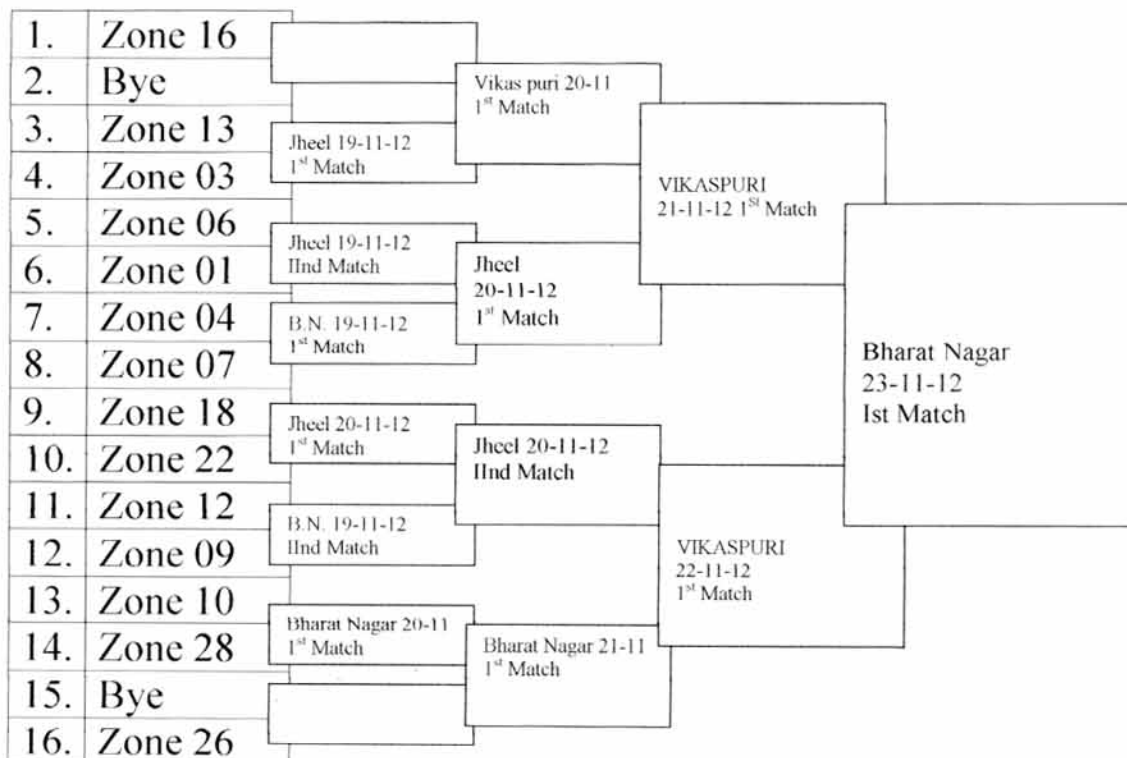 1. Zone 16
2. Bye
3. Zone 13
4. Zone 03
5. Zone 06
6. Zone 01
7. Zone 04
8. Zone 07
9. Zone 18
10. Zone 22
11. Zone 12
12. Zone 09
13. Zone 10
14. Zone 28
15. Bye
16. Zone 26
Jheel 19-11-12
1st Match
Jheel 19-11-12
IInd Match
B.N. 19-11-12
1st Match
Jheel 20-11-12
1st Match
B.N. 19-11-12
IInd Match
Bharat Nagar 20-11
1st Match
Vikas puri 20-11
1st Match
Jheel
20-11-12
1st Match
Jheel 20-11-12
IInd Match
Bharat Nagar 21-11
1st Match
VIKASPURI
21-11-12 1ST Match
VIKASPURI
22-11-12
1st Match
Bharat Nagar
23-11-12
Ist Match